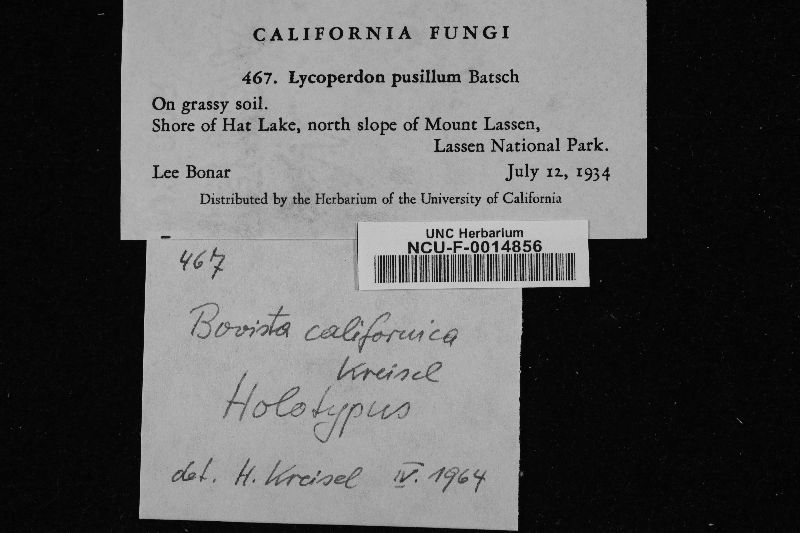 CALIFORNIA FUNGI
467. Lycoperdon pusillum Batsch
On grassy soil.
Shore of Hat Lake, north slope of Mount Lassen,
Lassen National Park.
Lee Bonar July 12, 1934
Distributed by the Herbarium of the University of California
UNC Herbarium
NCU-F-0014856
467
Bovista californica
Kreisel
Holotypus
det. H. Kreisel IV. 1964